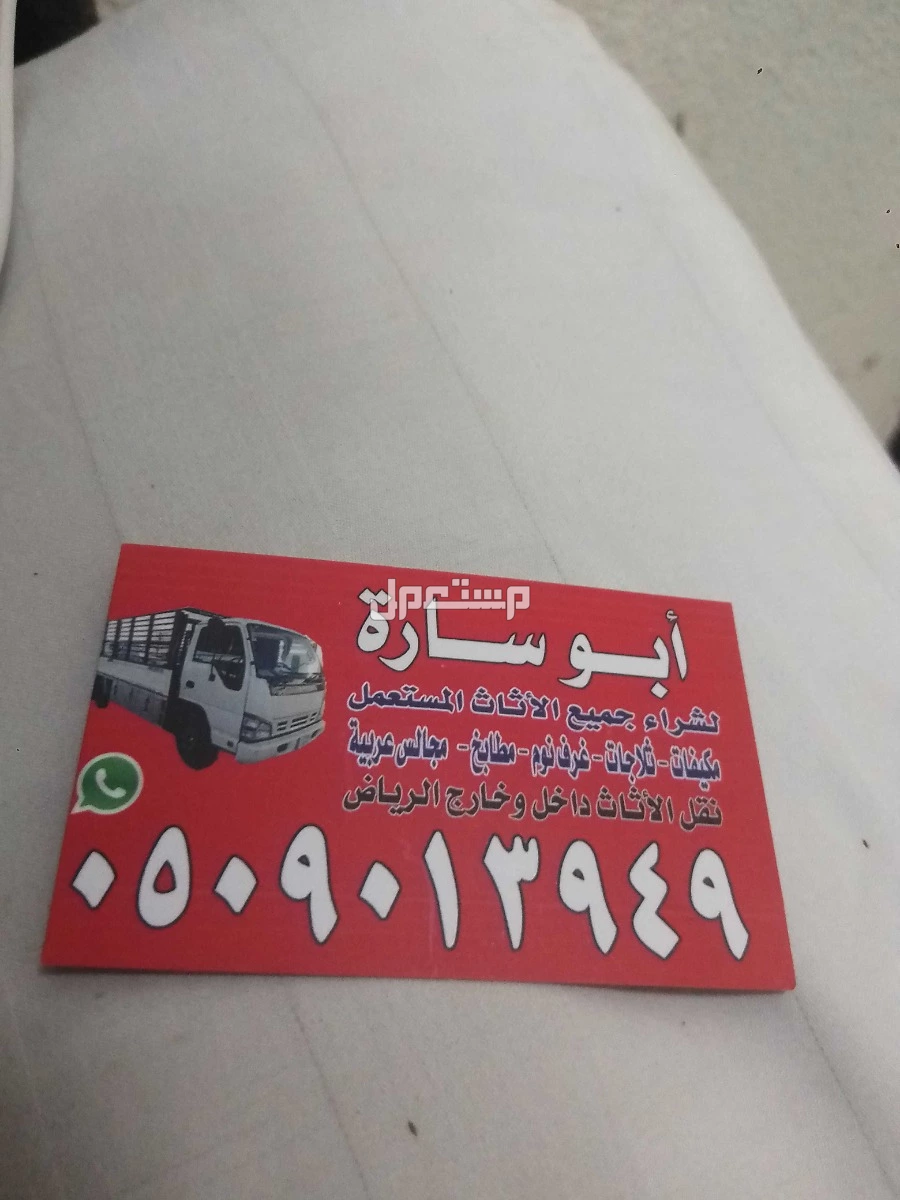 مستعمل
أبو سارة
لشراء جميع الأثاث المستعمل
مكيفات - ثلاجات - غرف نوم - مطابخ - مجالس عربية
نقل الأثاث داخل وخارج الرياض
٠٥٠٩٠١٣٩٤٩